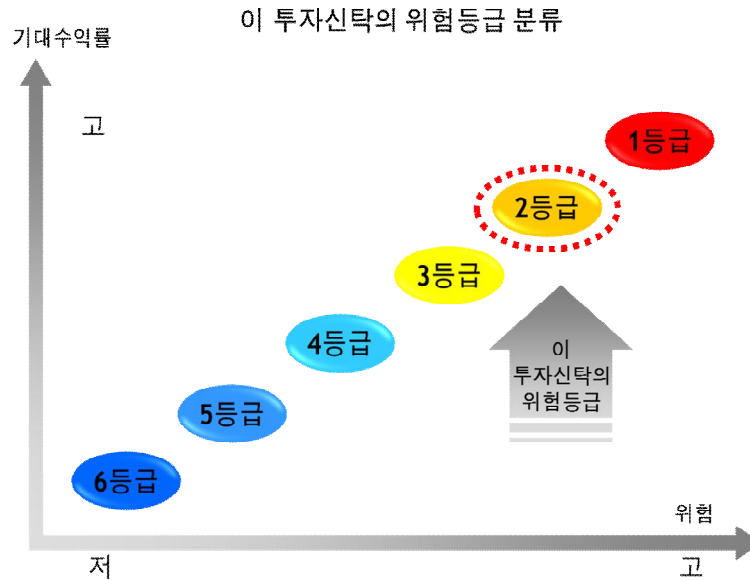 이 투자신탁의 위험등급 분류
기대수익률
고
1등급
2등급
3등급
4등급
이
투자신탁의
위험등급
5등급
6등급
위험
저
고